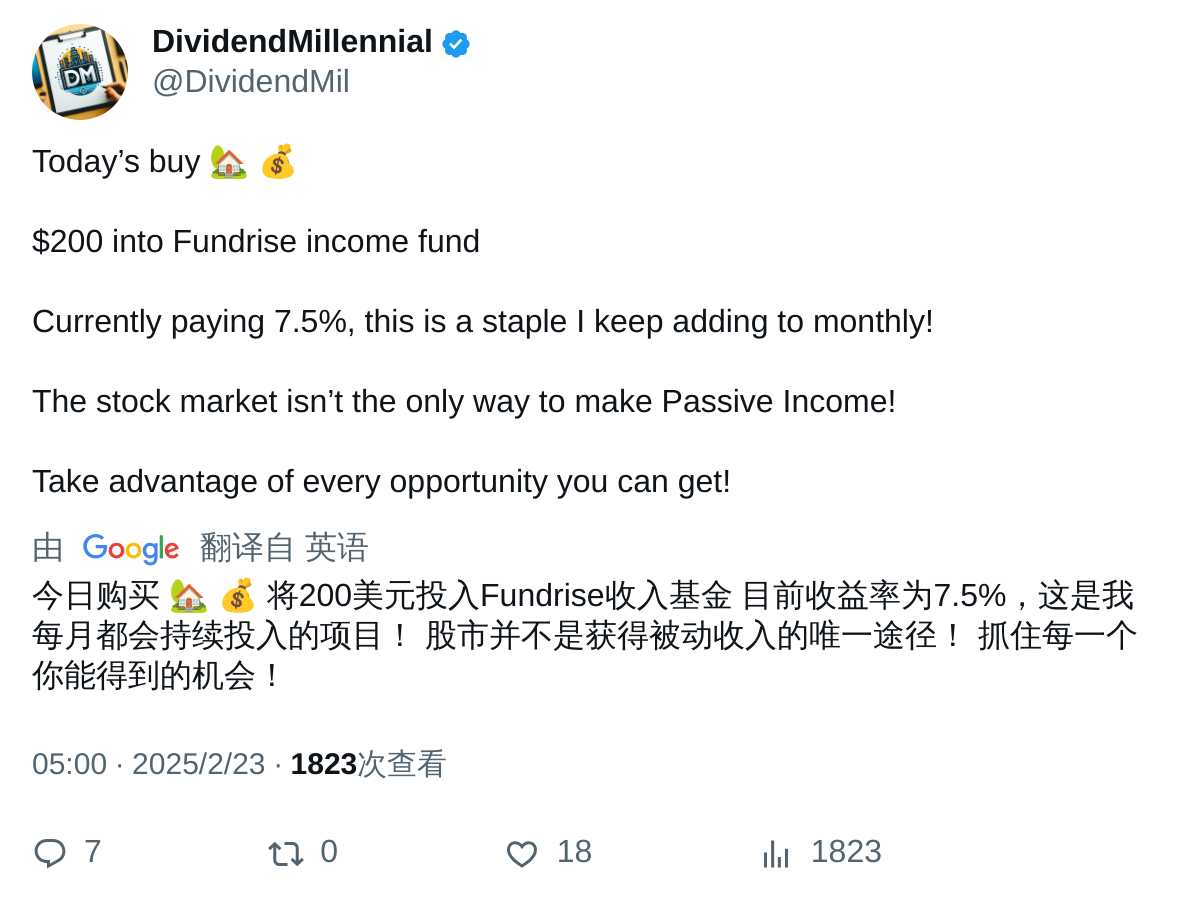 DividendMillennial
@DividendMil
Today’s buy 🏡 💰
$200 into Fundrise income fund
Currently paying 7.5%, this is a staple I keep adding to monthly!
The stock market isn’t the only way to make Passive Income!
Take advantage of every opportunity you can get!
由 Google 翻译自 英语
今日购买 🏡 💰 将200美元投入Fundrise收入基金 目前收益率为7.5%，这是我
每月都会持续投入的项目！ 股市并不是获得被动收入的唯一途径！ 抓住每一个
你能得到的机会！
05:00 · 2025/2/23 · 1823次查看
7 0 18 1823
DM